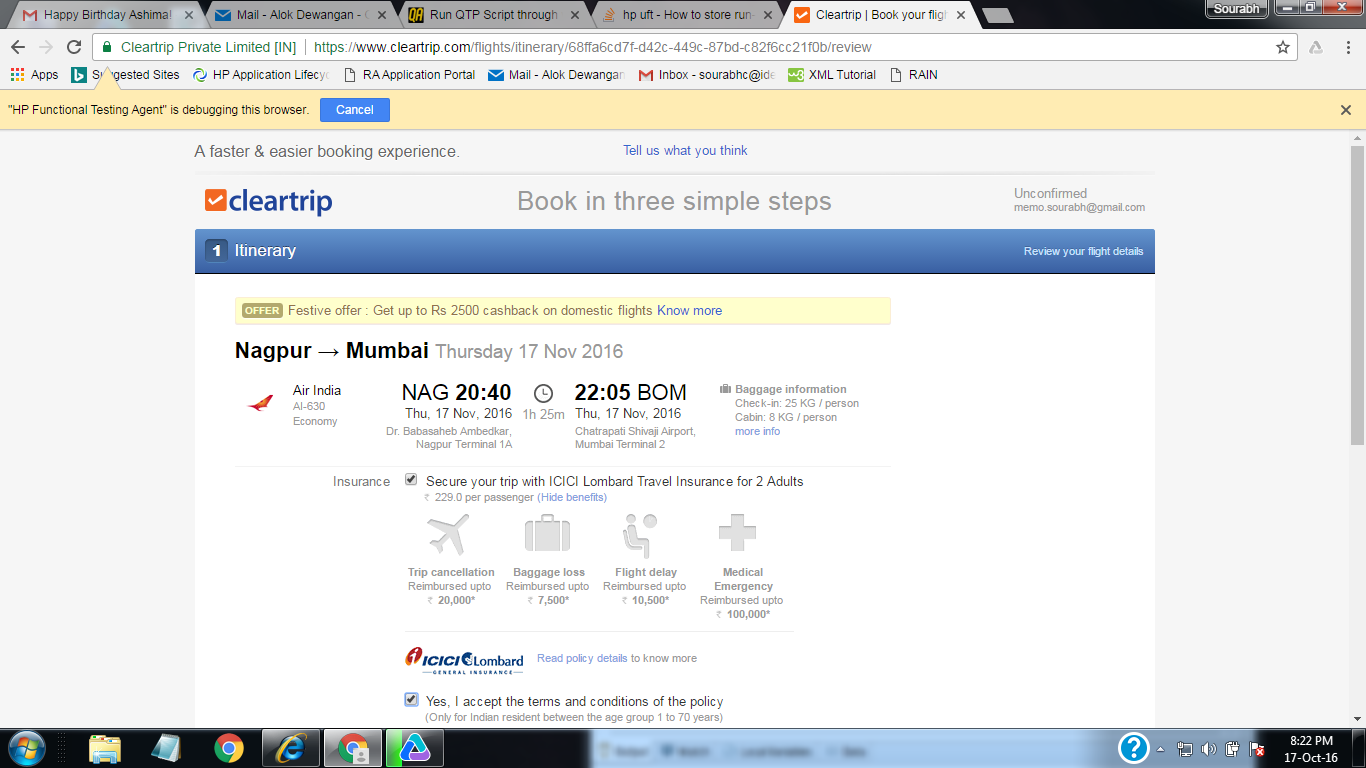 Happy Birthday Ashima!
Mail - Alok Dewangan -
Run QTP Script through
hp uft - How to store run-
Cleartrip | Book your fligh
Sourabh
Cleartrip Private Limited [IN]
https://www.cleartrip.com/flights/itinerary/68ffa6cd7f-d42c-449c-87bd-c82f6cc21f0b/review
Apps
Suggested Sites
HP Application Lifecy
RA Application Portal
Mail - Alok Dewangan
Inbox - sourabhc@ide
XML Tutorial
RAIN
"HP Functional Testing Agent" is debugging this browser.
Cancel
A faster & easier booking experience.
Tell us what you think
cleartrip
Book in three simple steps
Unconfirmed
memo.sourabh@gmail.com
1 Itinerary
Review your flight details
OFFER Festive offer : Get up to Rs 2500 cashback on domestic flights Know more
Nagpur → Mumbai Thursday 17 Nov 2016
Air India
AI-630
Economy
NAG 20:40
Thu, 17 Nov, 2016
Dr. Babasaheb Ambedkar,
Nagpur Terminal 1A
1h 25m
22:05 BOM
Thu, 17 Nov, 2016
Chatrapati Shivaji Airport,
Mumbai Terminal 2
Baggage information
Check-in: 25 KG / person
Cabin: 8 KG / person
more info
Insurance
Secure your trip with ICICI Lombard Travel Insurance for 2 Adults
₹ 229.0 per passenger (Hide benefits)
Trip cancellation
Reimbursed upto
₹ 20,000*
Baggage loss
Reimbursed upto
₹ 7,500*
Flight delay
Reimbursed upto
₹ 10,500*
Medical
Emergency
Reimbursed upto
₹ 100,000*
ICICI Lombard
GENERAL INSURANCE
Read policy details to know more
Yes, I accept the terms and conditions of the policy
(Only for Indian resident between the age group 1 to 70 years)
8:22 PM
17-Oct-16